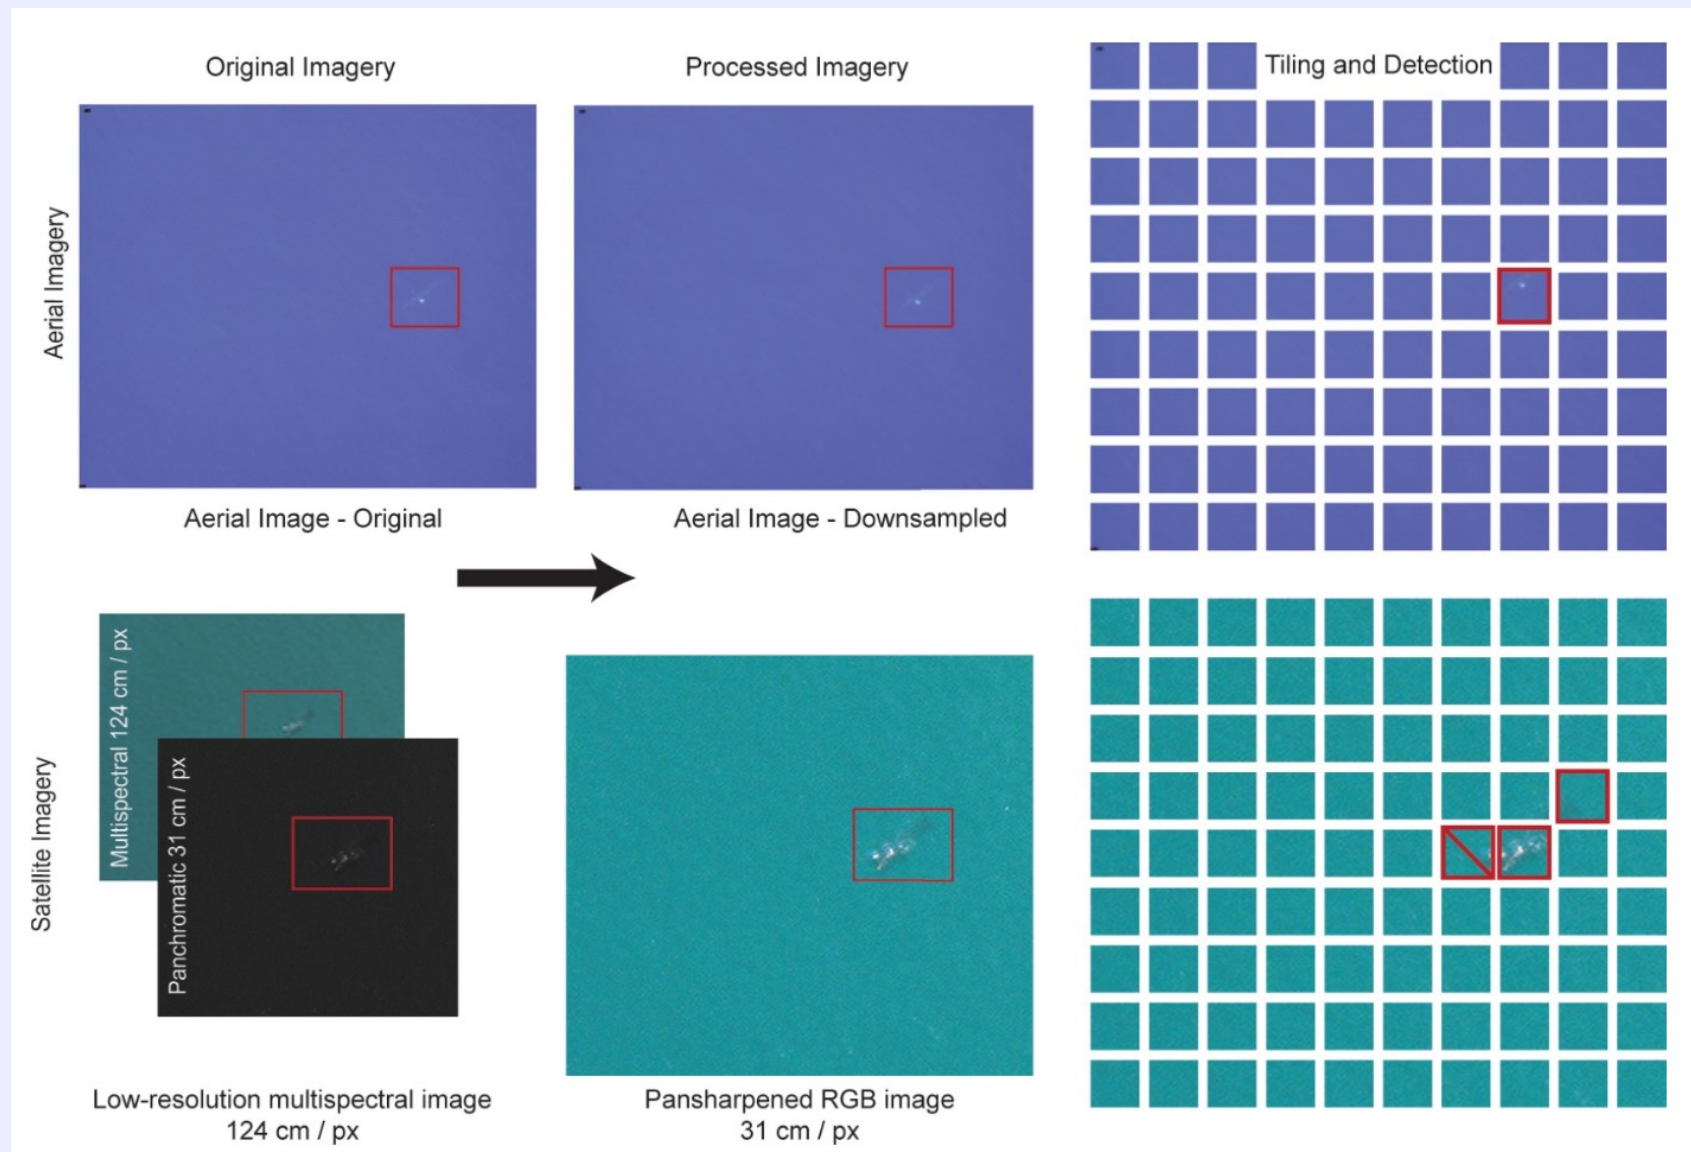 Original Imagery
Processed Imagery
Tiling and Detection
Aerial Imagery
Aerial Image - Original
Aerial Image - Downsampled
Satellite Imagery
Multispectral 124 cm / px
Panchromatic 31 cm / px
Low-resolution multispectral image
124 cm / px
Pansharpened RGB image
31 cm / px